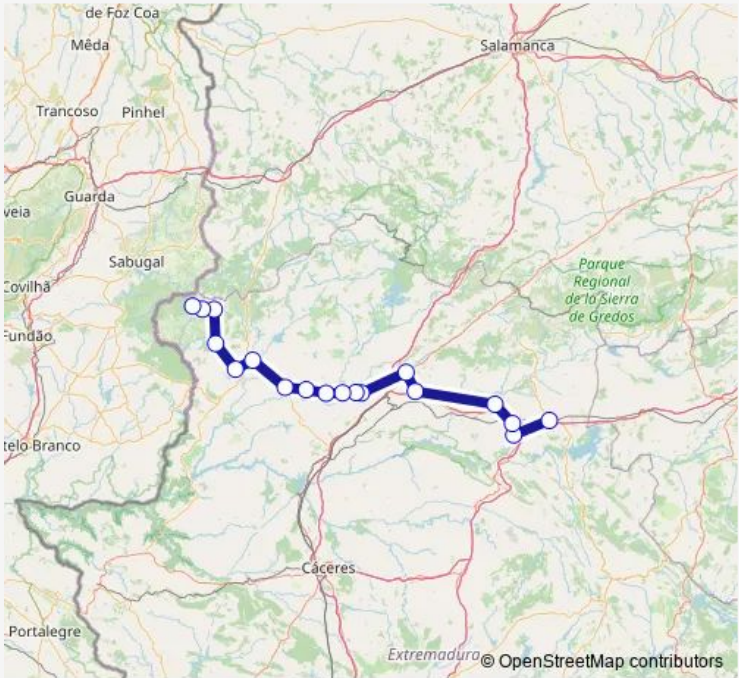 de Foz Coa
Mêda
Salamanca
Trancoso
Pinhel
Guarda
veia
Sabugal
Covilhã
Fundão
Parque
Regional
de la Sierra
de Gredos
telo Branco
Cáceres
Portalegre
Extremadura
© OpenStreetMap contributors